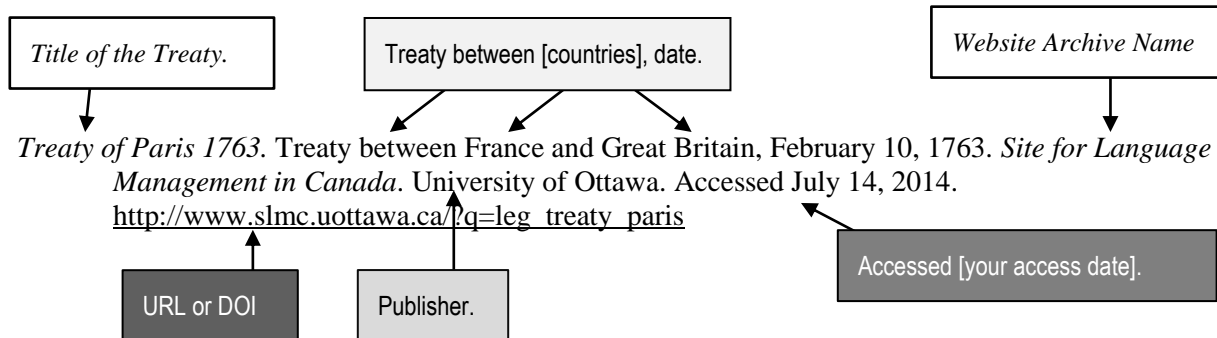 Title of the Treaty.
Treaty between [countries], date.
Website Archive Name
Treaty of Paris 1763. Treaty between France and Great Britain, February 10, 1763. Site for Language
Management in Canada. University of Ottawa. Accessed July 14, 2014.
http://www.slmc.uottawa.ca/?q=leg_treaty_paris
URL or DOI
Publisher.
Accessed [your access date].